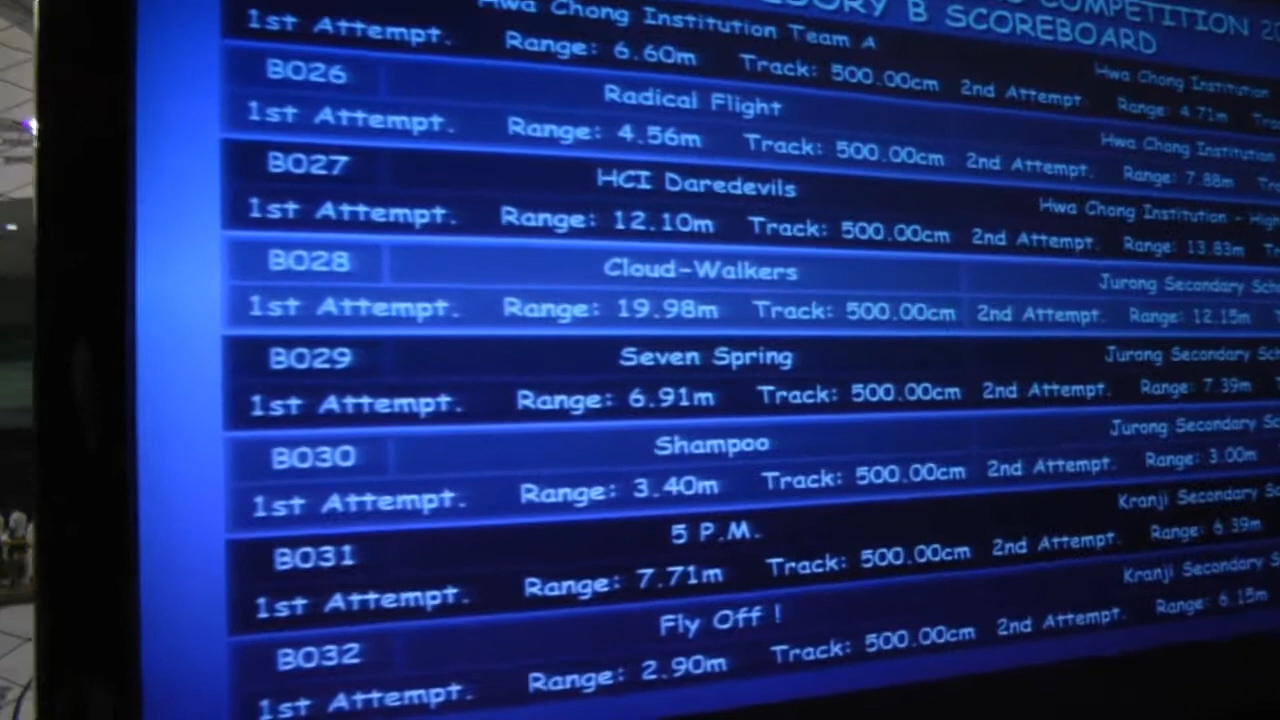 COMPETITION
B SCOREBOARD
Hwa Chong Institution Team A
Hwa Chong Institution
1st Attempt. Range: 6.60m Track: 500.00cm 2nd Attempt Range: 4.71m
B026 Radical Flight Hwa Chong Institution
1st Attempt. Range: 4.56m Track: 500.00cm 2nd Attempt. Range: 7.88m
B027 HCI Daredevils Hwa Chong Institution - High
1st Attempt. Range: 12.10m Track: 500.00cm 2nd Attempt. Range: 13.83m
B028 Cloud-Walkers Jurong Secondary
1st Attempt. Range: 19.98m Track: 500.00cm 2nd Attempt. Range: 12.15m
B029 Seven Spring Jurong Secondary
1st Attempt. Range: 6.91m Track: 500.00cm 2nd Attempt. Range: 7.39m
B030 Shampoo Jurong Secondary
1st Attempt. Range: 3.40m Track: 500.00cm 2nd Attempt. Range: 3.00m
B031 5 P.M. Kranji Secondary
1st Attempt. Range: 7.71m Track: 500.00cm 2nd Attempt. Range: 6.39m
B032 Fly Off ! Kranji Secondary
1st Attempt. Range: 2.90m Track: 500.00cm 2nd Attempt. Range: 6.15m